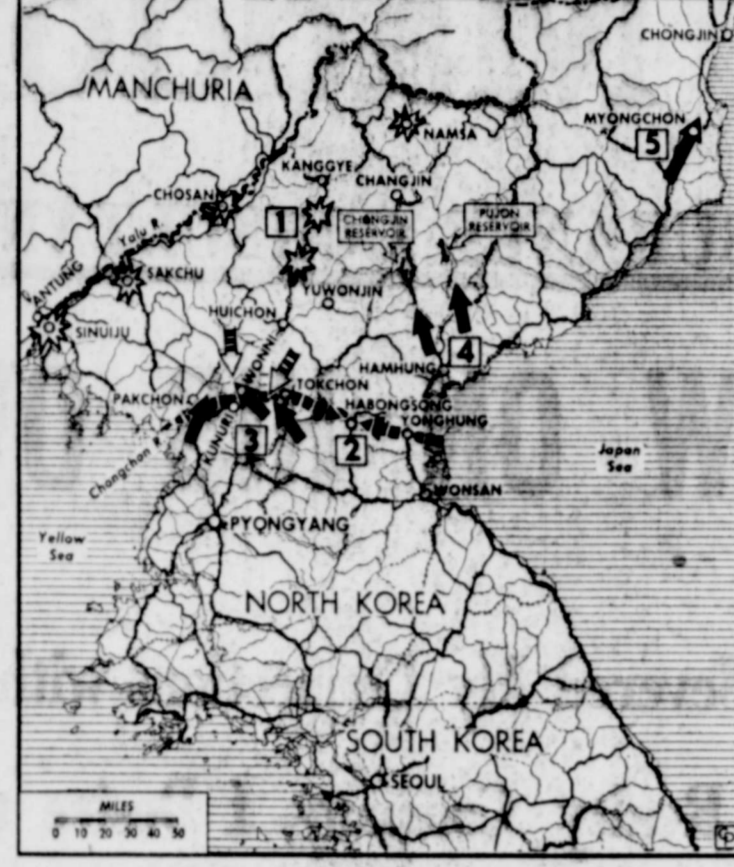 CHONGJIN
MANCHURIA
MYONGCHON
5
NAMSA
KANGGYE
CHANGJIN
CHOSAN
1
CHONGJIN
RESERVOIR
PUJON
RESERVOIR
Yalu R.
SAKCHU
ANTUNG
YUWONJIN
HUICHON
SINUIJU
WONNI
4
HAMHUNG
TOKCHON
PAKCHON
HABONGSONG
YONGHUNG
KUNURI
3
2
Chongchon R.
Japan
Sea
WONSAN
PYONGYANG
Yellow
Sea
NORTH KOREA
SOUTH KOREA
SEOUL
MILES
0 10 20 30 40 50